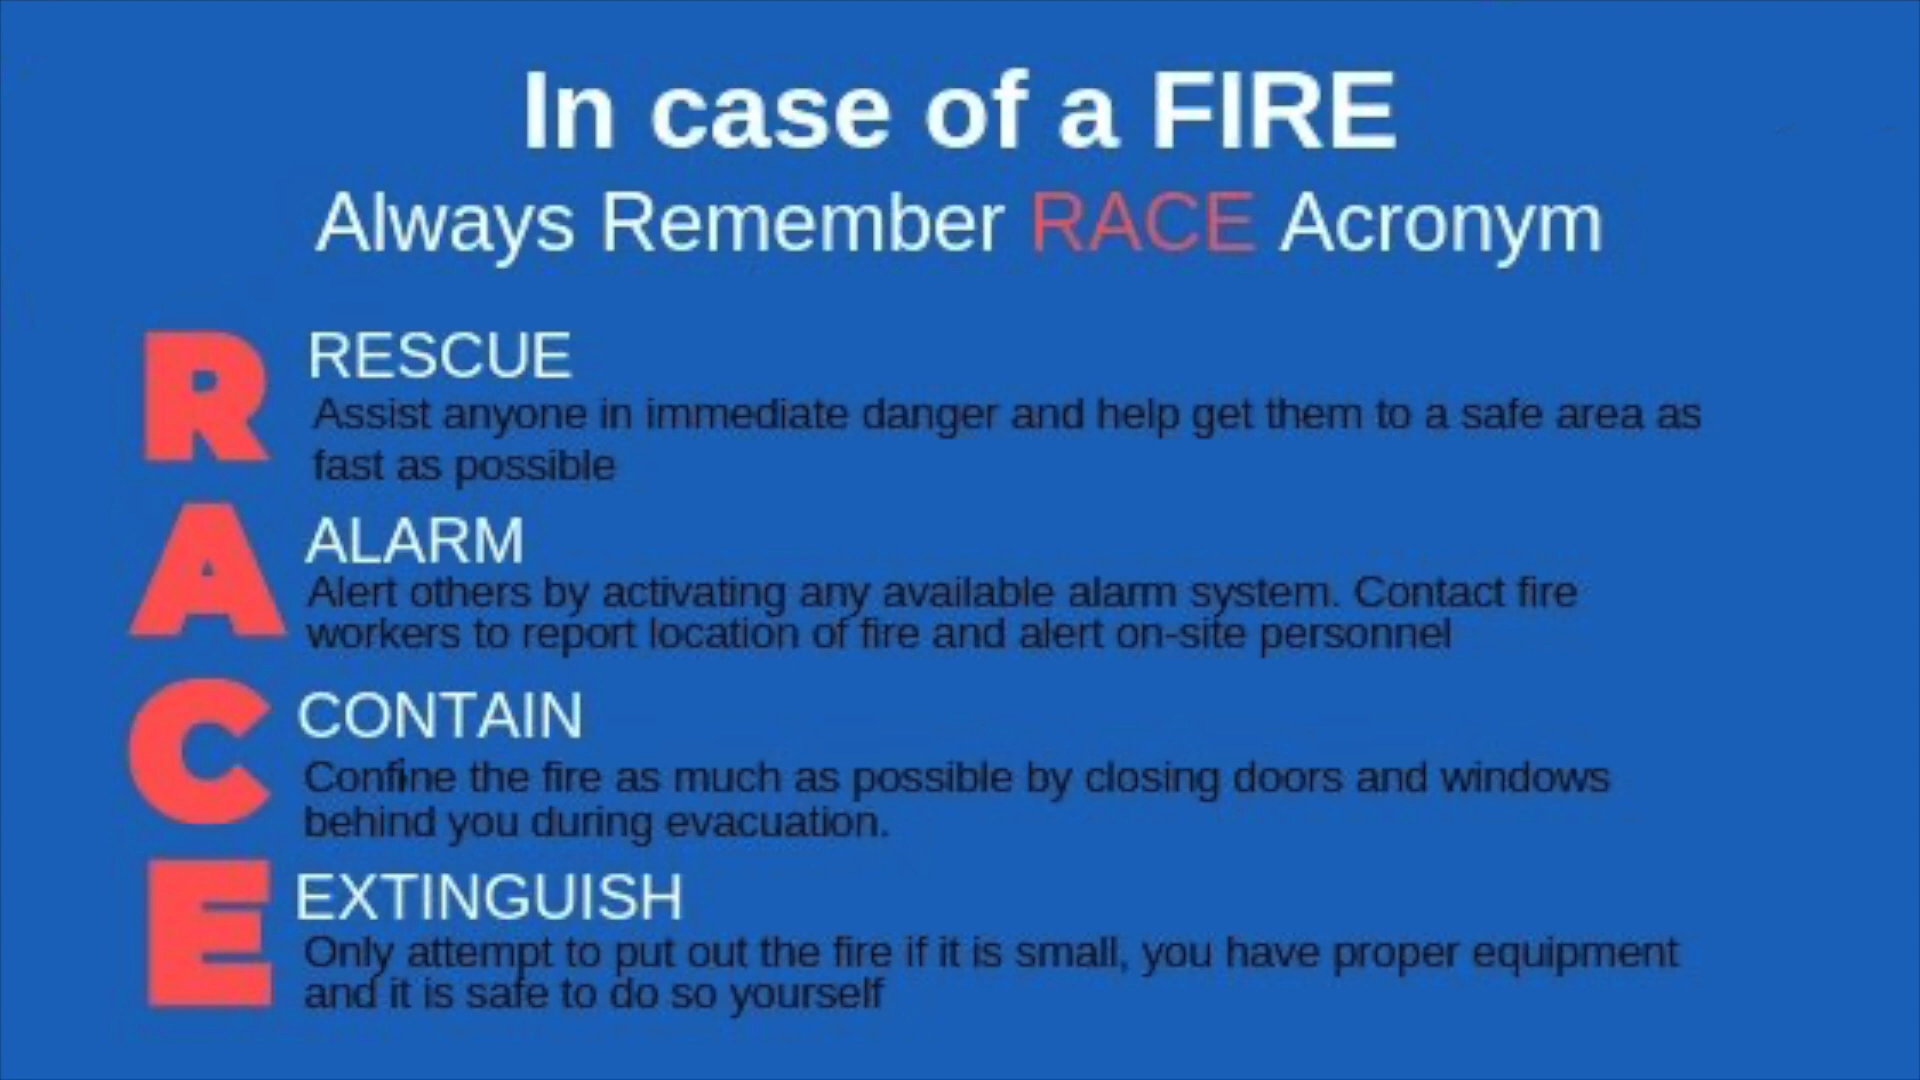 In case of a FIRE
Always Remember RACE Acronym
R RESCUE
Assist anyone in immediate danger and help get them to a safe area as
fast as possible
A ALARM
Alert others by activating any available alarm system. Contact fire
workers to report location of fire and alert on-site personnel
C CONTAIN
Confine the fire as much as possible by closing doors and windows
behind you during evacuation.
E EXTINGUISH
Only attempt to put out the fire if it is small, you have proper equipment
and it is safe to do so yourself